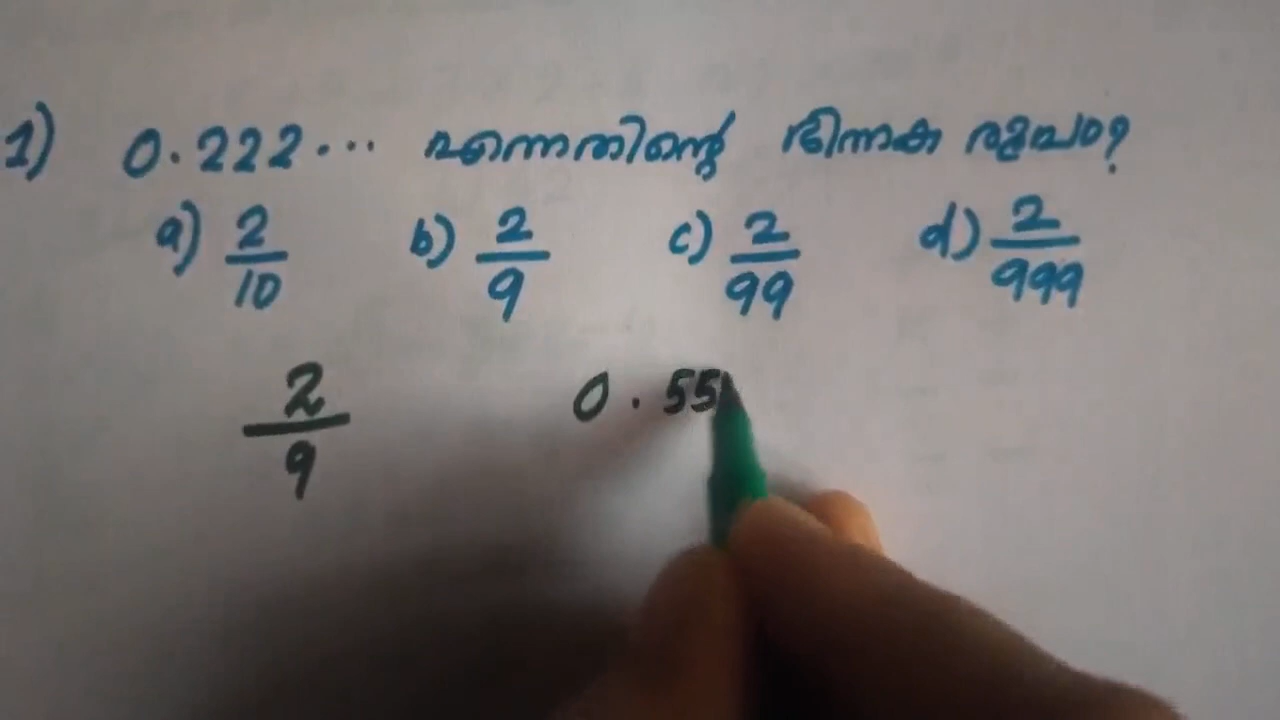 1) 0.222... എന്നതിന്റെ ഭിന്നക രൂപം?
a) 2/10 b) 2/9 c) 2/99 d) 2/999
2/9 0.55